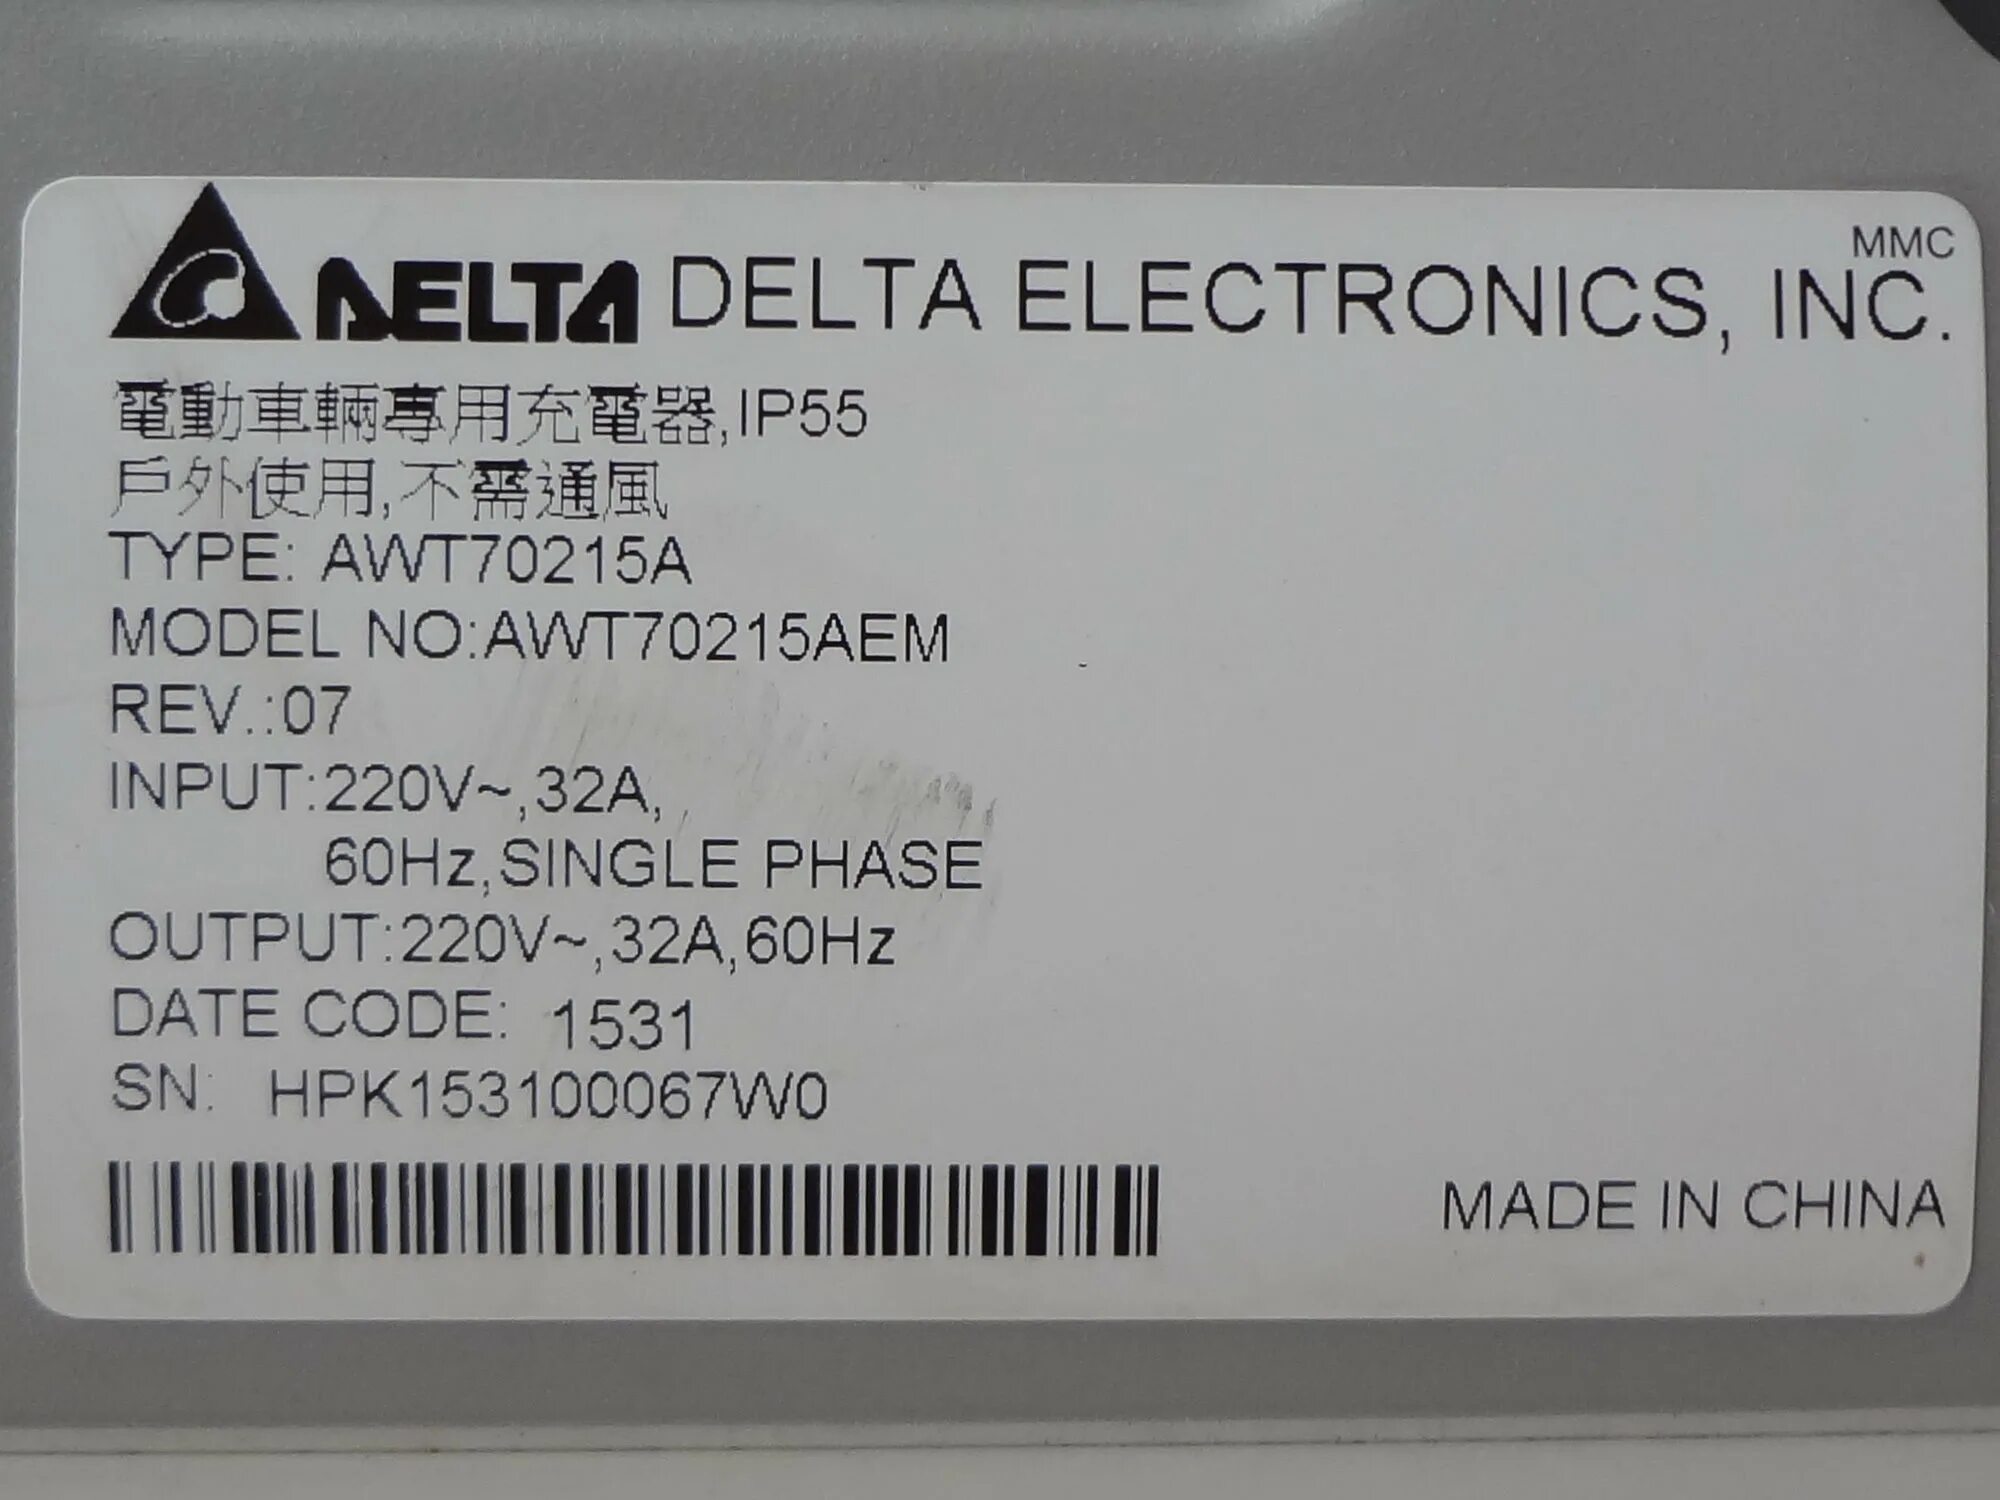 MMC
DELTA DELTA ELECTRONICS, INC.
電動車輛專用充電器,IP55
戶外使用,不需通風
TYPE: AWT70215A
MODEL NO:AWT70215AEM
REV.:07
INPUT:220V~,32A,
60Hz,SINGLE PHASE
OUTPUT:220V~,32A,60Hz
DATE CODE: 1531
SN: HPK153100067W0
MADE IN CHINA